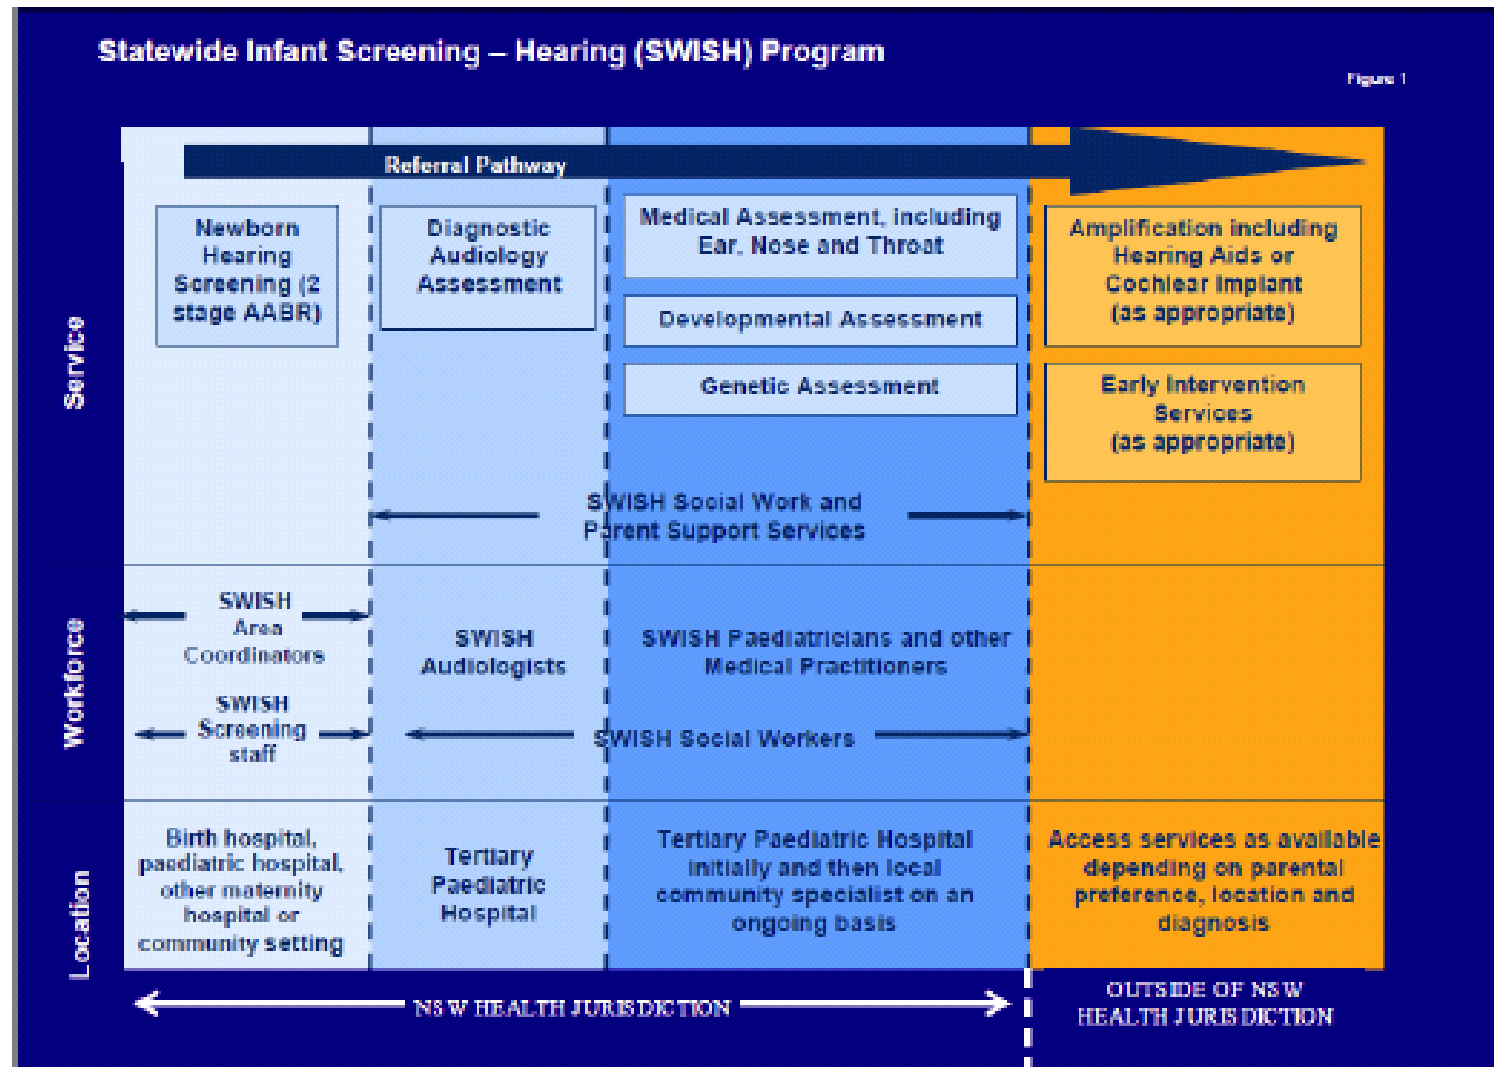 Statewide Infant Screening – Hearing (SWISH) Program
Figure 1
Referral Pathway
Service
Newborn
Hearing
Screening (2
stage AABR)
Diagnostic
Audiology
Assessment
Medical Assessment, including
Ear, Nose and Throat
Developmental Assessment
Genetic Assessment
Amplification including
Hearing Aids or
Cochlear Implant
(as appropriate)
Early Intervention
Services
(as appropriate)
SWISH Social Work and
Parent Support Services
Workforce
SWISH
Area
Coordinators
SWISH
Screening
staff
SWISH
Audiologists
SWISH Paediatricians and other
Medical Practitioners
SWISH Social Workers
Location
Birth hospital,
paediatric hospital,
other maternity
hospital or
community setting
Tertiary
Paediatric
Hospital
Tertiary Paediatric Hospital
initially and then local
community specialist on an
ongoing basis
Access services as available
depending on parental
preference, location and
diagnosis
NSW HEALTH JURISDICTION
OUTSIDE OF NSW
HEALTH JURISDICTION